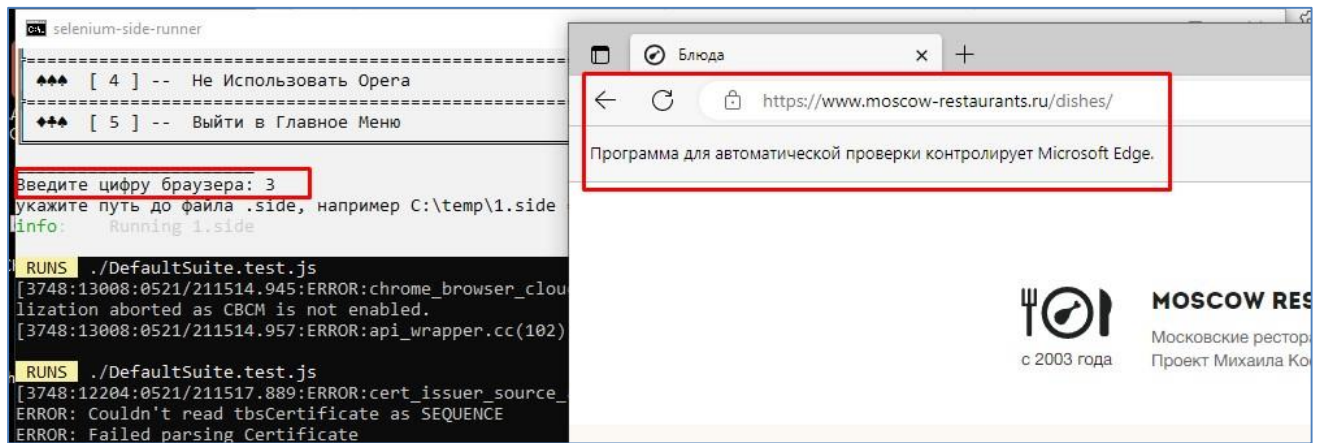 selenium-side-runner
♠♠♠ [ 4 ] -- Не Использовать Opera
♦♣♠ [ 5 ] -- Выйти в Главное Меню
Введите цифру браузера: 3
укажите путь до файла .side, например C:\temp\1.side
info: Running 1.side
RUNS ./DefaultSuite.test.js
[3748:13008:0521/211514.945:ERROR:chrome_browser_clou
lization aborted as CBCM is not enabled.
[3748:13008:0521/211514.957:ERROR:api_wrapper.cc(102)
RUNS ./DefaultSuite.test.js
[3748:12204:0521/211517.889:ERROR:cert_issuer_source_
ERROR: Couldn't read tbsCertificate as SEQUENCE
ERROR: Failed parsing Certificate
Блюда
https://www.moscow-restaurants.ru/dishes/
Программа для автоматической проверки контролирует Microsoft Edge.
с 2003 года
MOSCOW RES
Московские рестор
Проект Михаила Ко